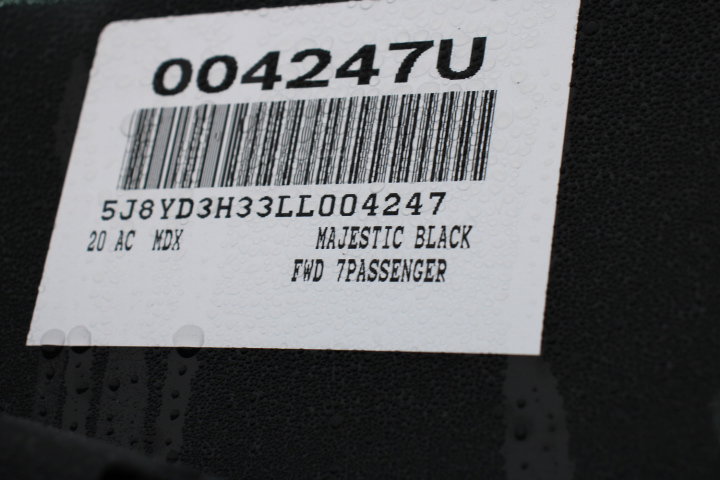 004247U
5J8YD3H33LL004247
20 AC MDX MAJESTIC BLACK
FWD 7PASSENGER